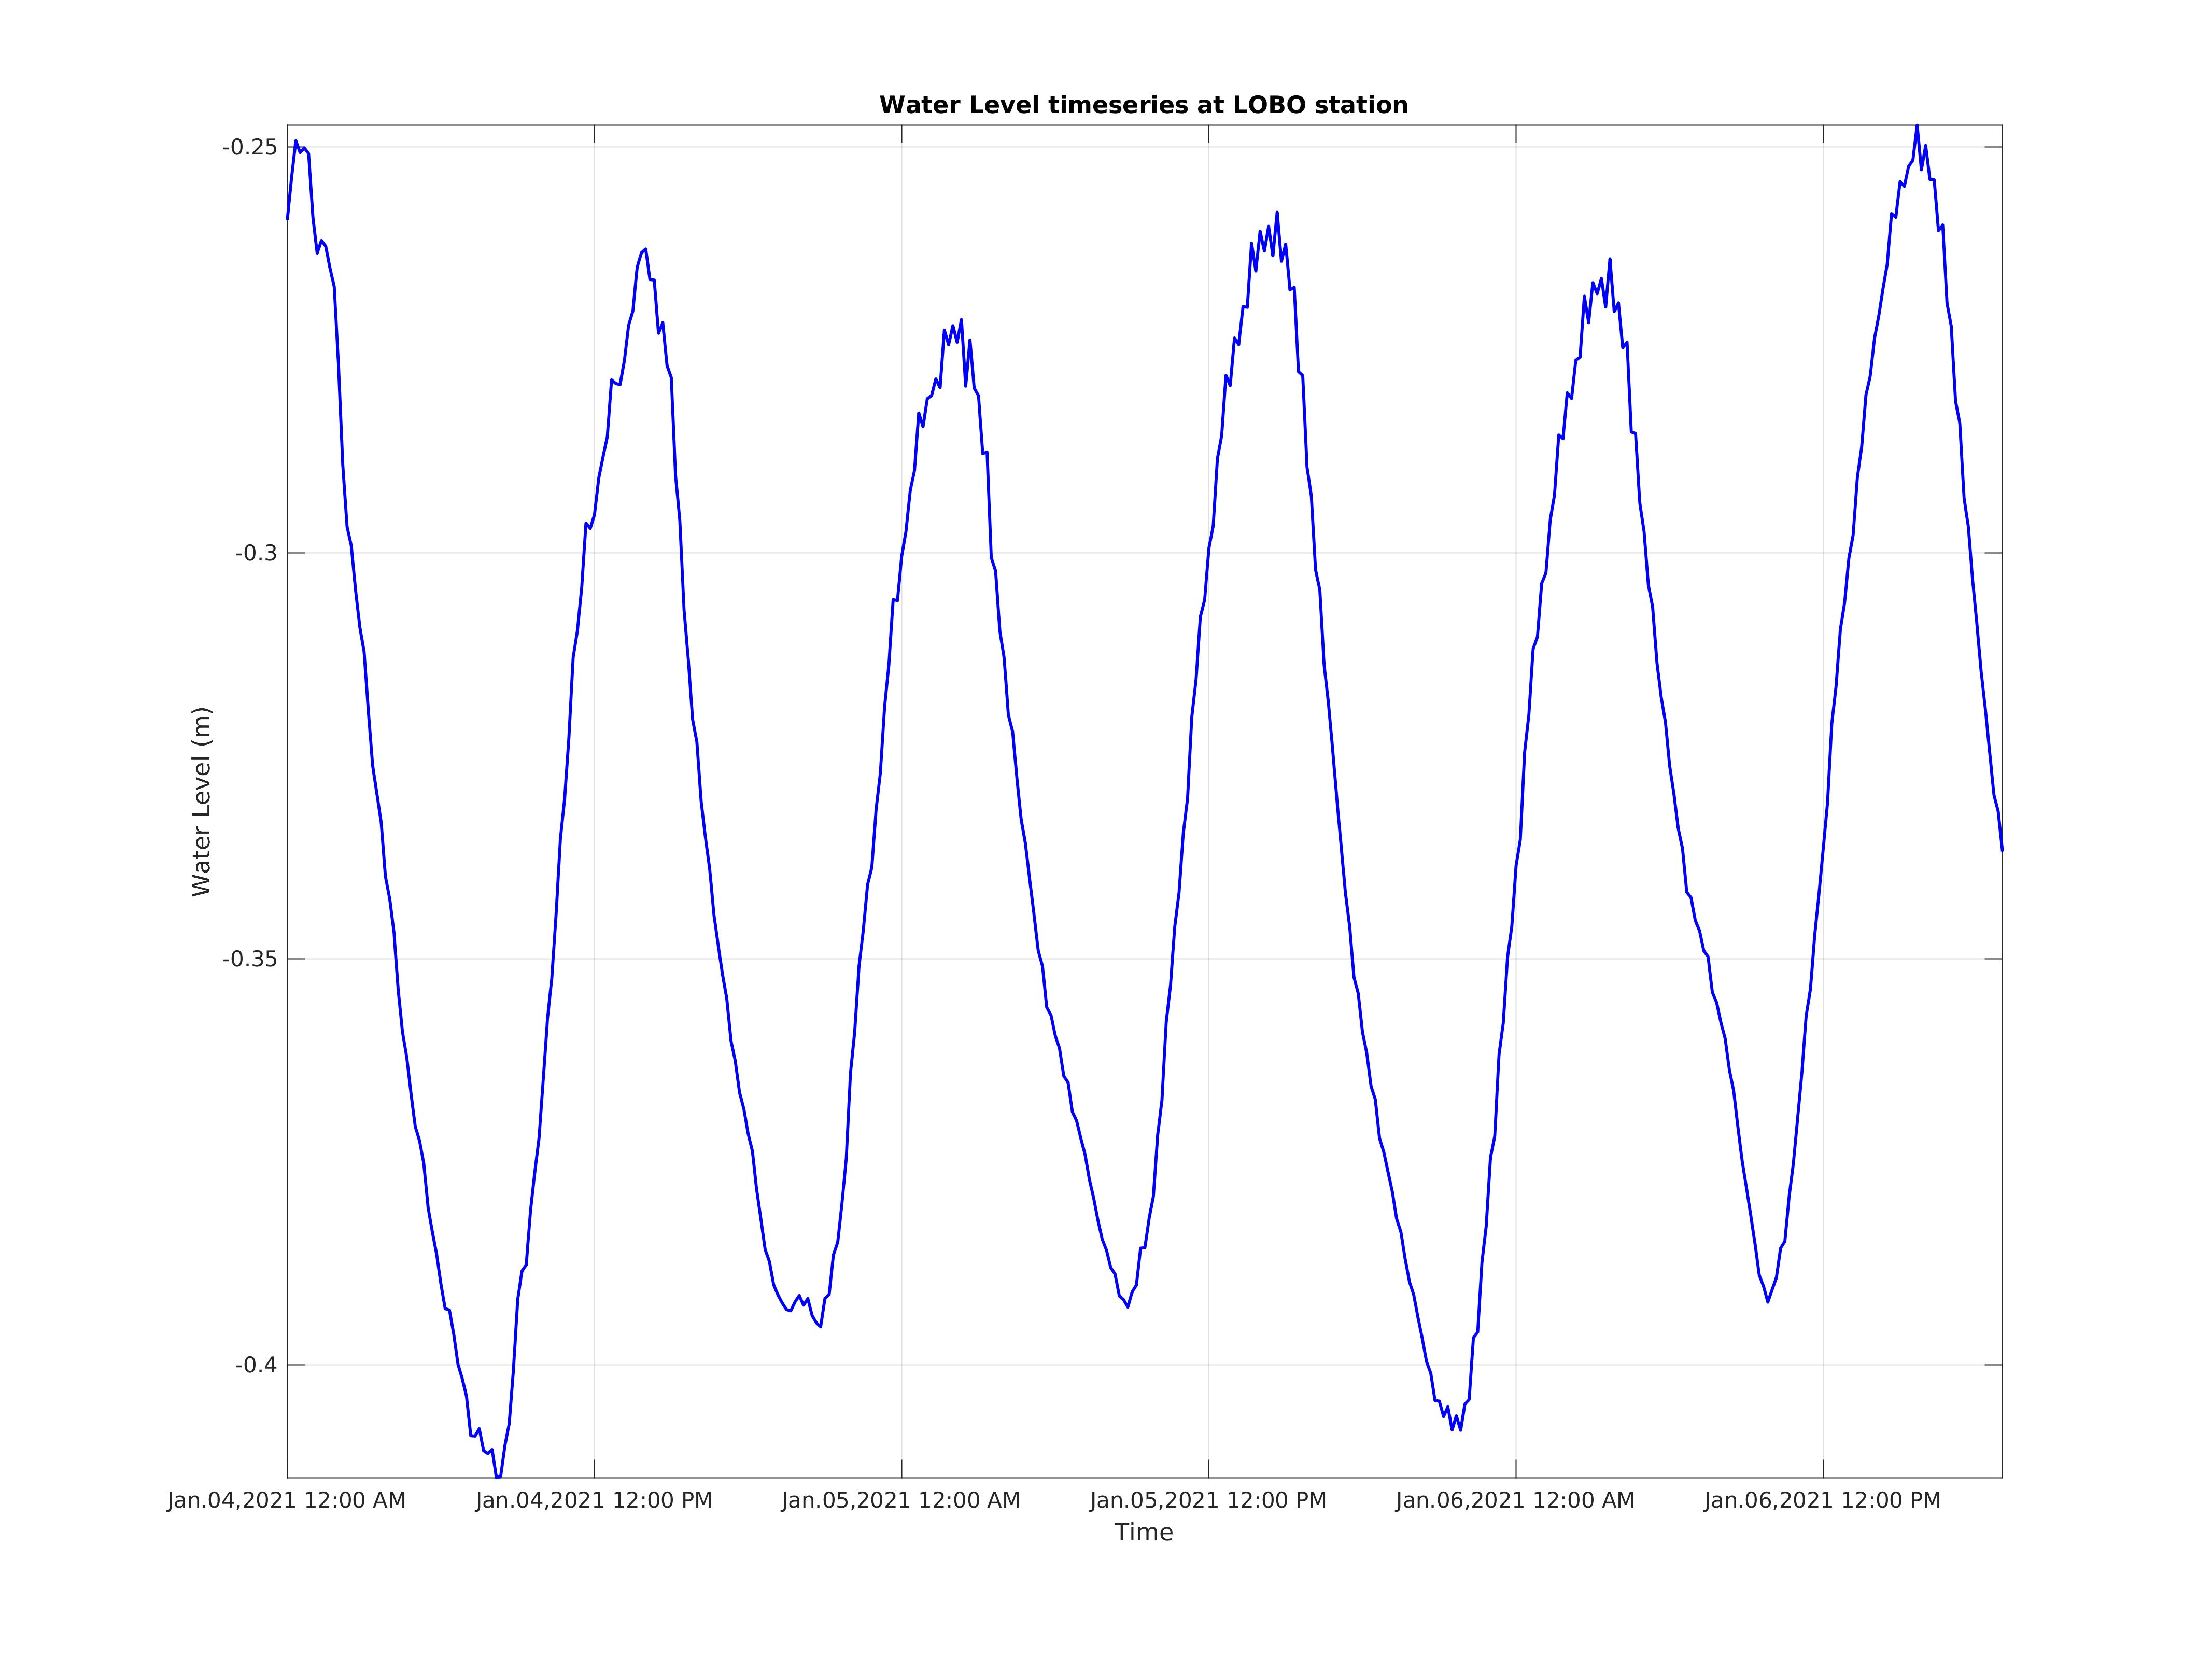 Water Level timeseries at LOBO station
-0.25
-0.3
-0.35
-0.4
Water Level (m)
Jan.04,2021 12:00 AM
Jan.04,2021 12:00 PM
Jan.05,2021 12:00 AM
Jan.05,2021 12:00 PM
Jan.06,2021 12:00 AM
Jan.06,2021 12:00 PM
Time